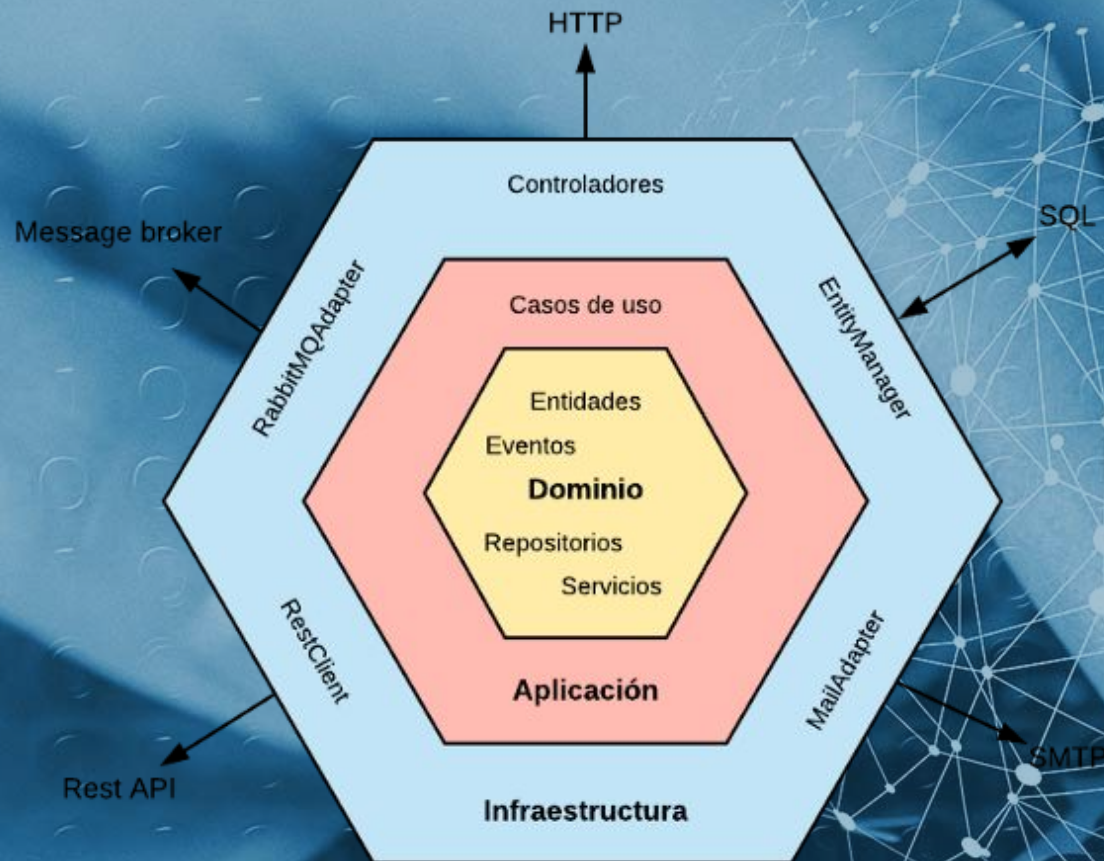 HTTP
Controladores
Message broker
SQL
RabbitMQAdapter
EntityManager
Casos de uso
Entidades
Eventos
Dominio
Repositorios
Servicios
RestClient
MailAdapter
Aplicación
Rest API
SMTP
Infraestructura